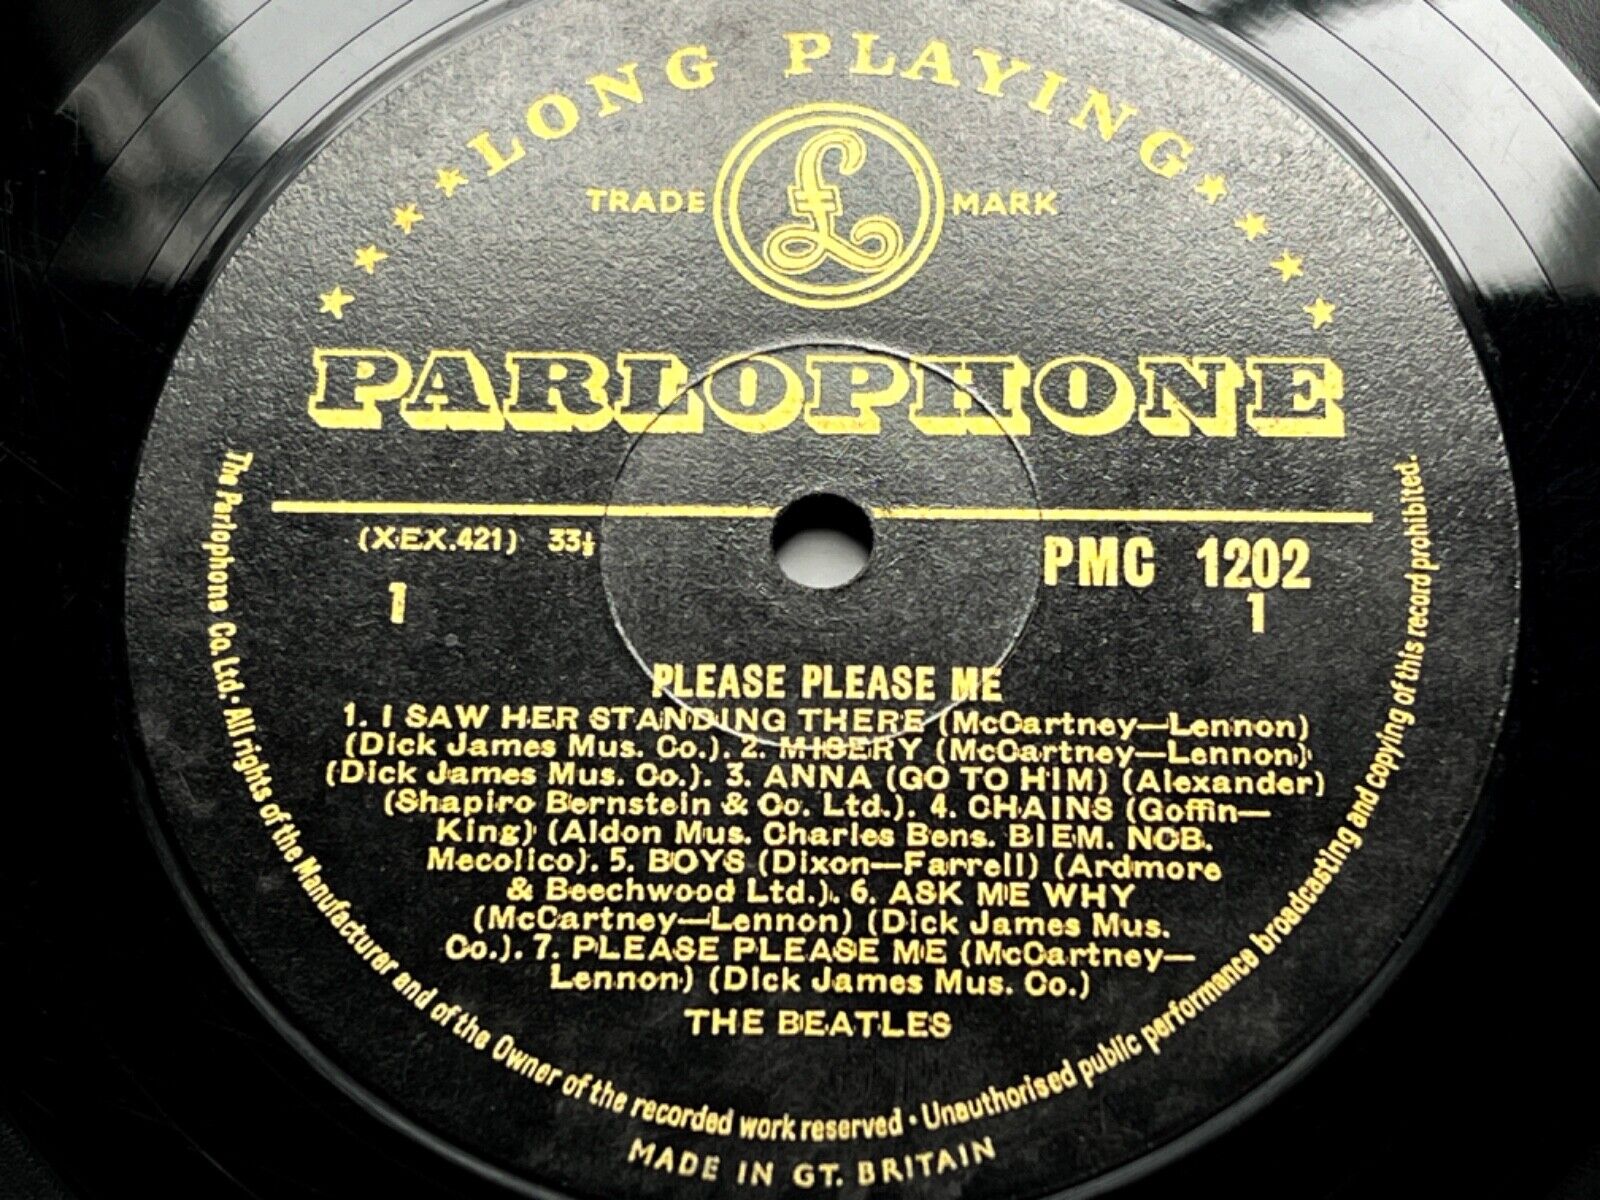 ★★★★ LONG PLAYING ★★★★
TRADE £ MARK
PARLOPHONE
(XEX.421) 33⅓
PMC 1202
1
1
PLEASE PLEASE ME
1. I SAW HER STANDING THERE (McCartney—Lennon)
(Dick James Mus. Co.). 2. MISERY (McCartney—Lennon)
(Dick James Mus. Co.). 3. ANNA (GO TO HIM) (Alexander)
(Shapiro Bernstein & Co. Ltd.). 4. CHAINS (Goffin—
King) (Aldon Mus. Charles Bens. BIEM. NCB.
Mecolico). 5. BOYS (Dixon—Farrell) (Ardmore
& Beechwood Ltd.). 6. ASK ME WHY
(McCartney—Lennon) (Dick James Mus.
Co.). 7. PLEASE PLEASE ME (McCartney—
Lennon) (Dick James Mus. Co.)
THE BEATLES
The Parlophone Co. Ltd. • All rights of the Manufacturer and of the Owner of the recorded work reserved • Unauthorised public performance broadcasting and copying of this record prohibited.
MADE IN GT. BRITAIN